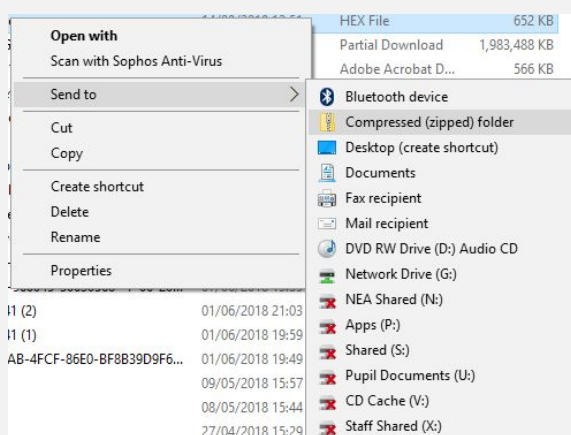 HEX File 652 KB
Open with
Partial Download 1,983,488 KB
Scan with Sophos Anti-Virus
Adobe Acrobat D... 566 KB
Send to
Bluetooth device
Compressed (zipped) folder
Cut
Desktop (create shortcut)
Copy
Documents
Create shortcut
Fax recipient
Delete
Mail recipient
Rename
DVD RW Drive (D:) Audio CD
Properties
Network Drive (G:)
NEA Shared (N:)
41 (2) 01/06/2018 21:03
Apps (P:)
41 (1) 01/06/2018 19:59
Shared (S:)
AB-4FCF-86E0-BF8B39D9F6... 01/06/2018 19:49
Pupil Documents (U:)
09/05/2018 15:57
CD Cache (V:)
08/05/2018 15:44
Staff Shared (X:)
27/04/2018 15:29